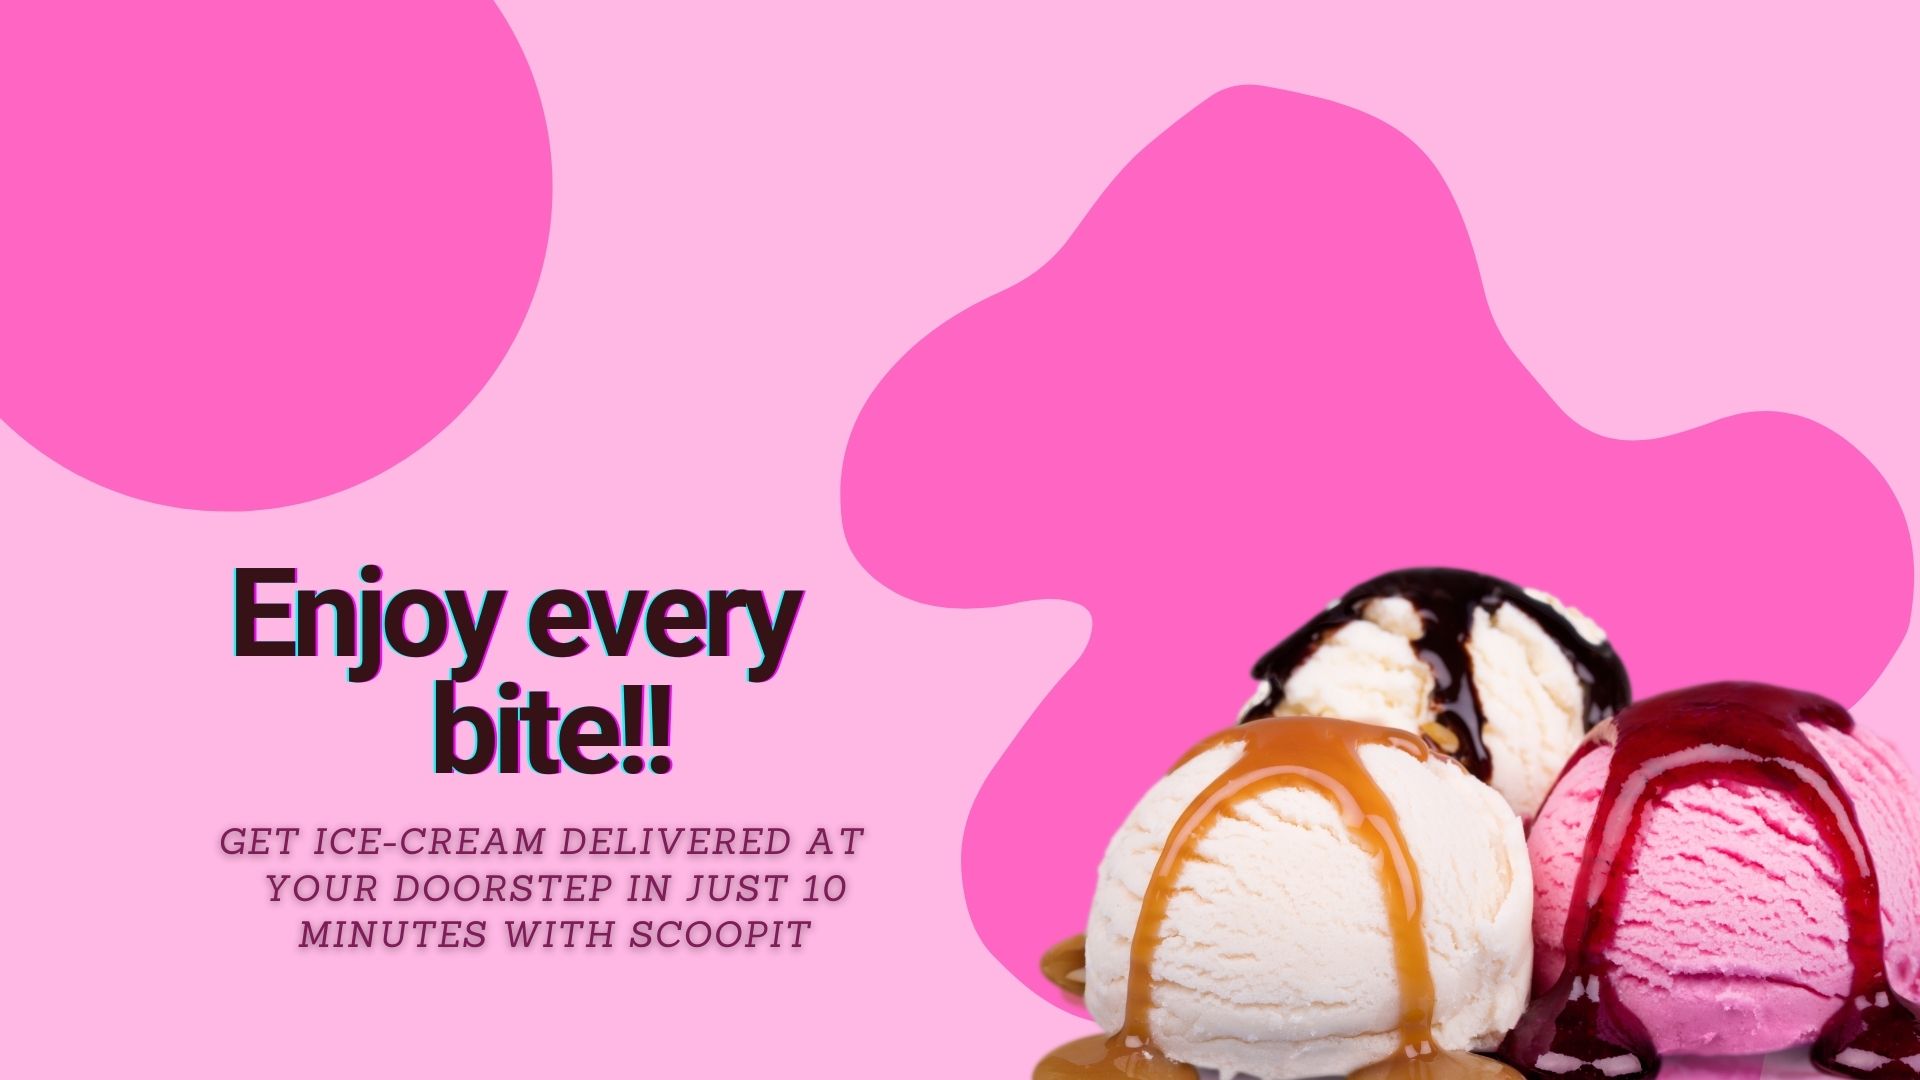 Enjoy every
bite!!
GET ICE-CREAM DELIVERED AT
YOUR DOORSTEP IN JUST 10
MINUTES WITH SCOOPIT